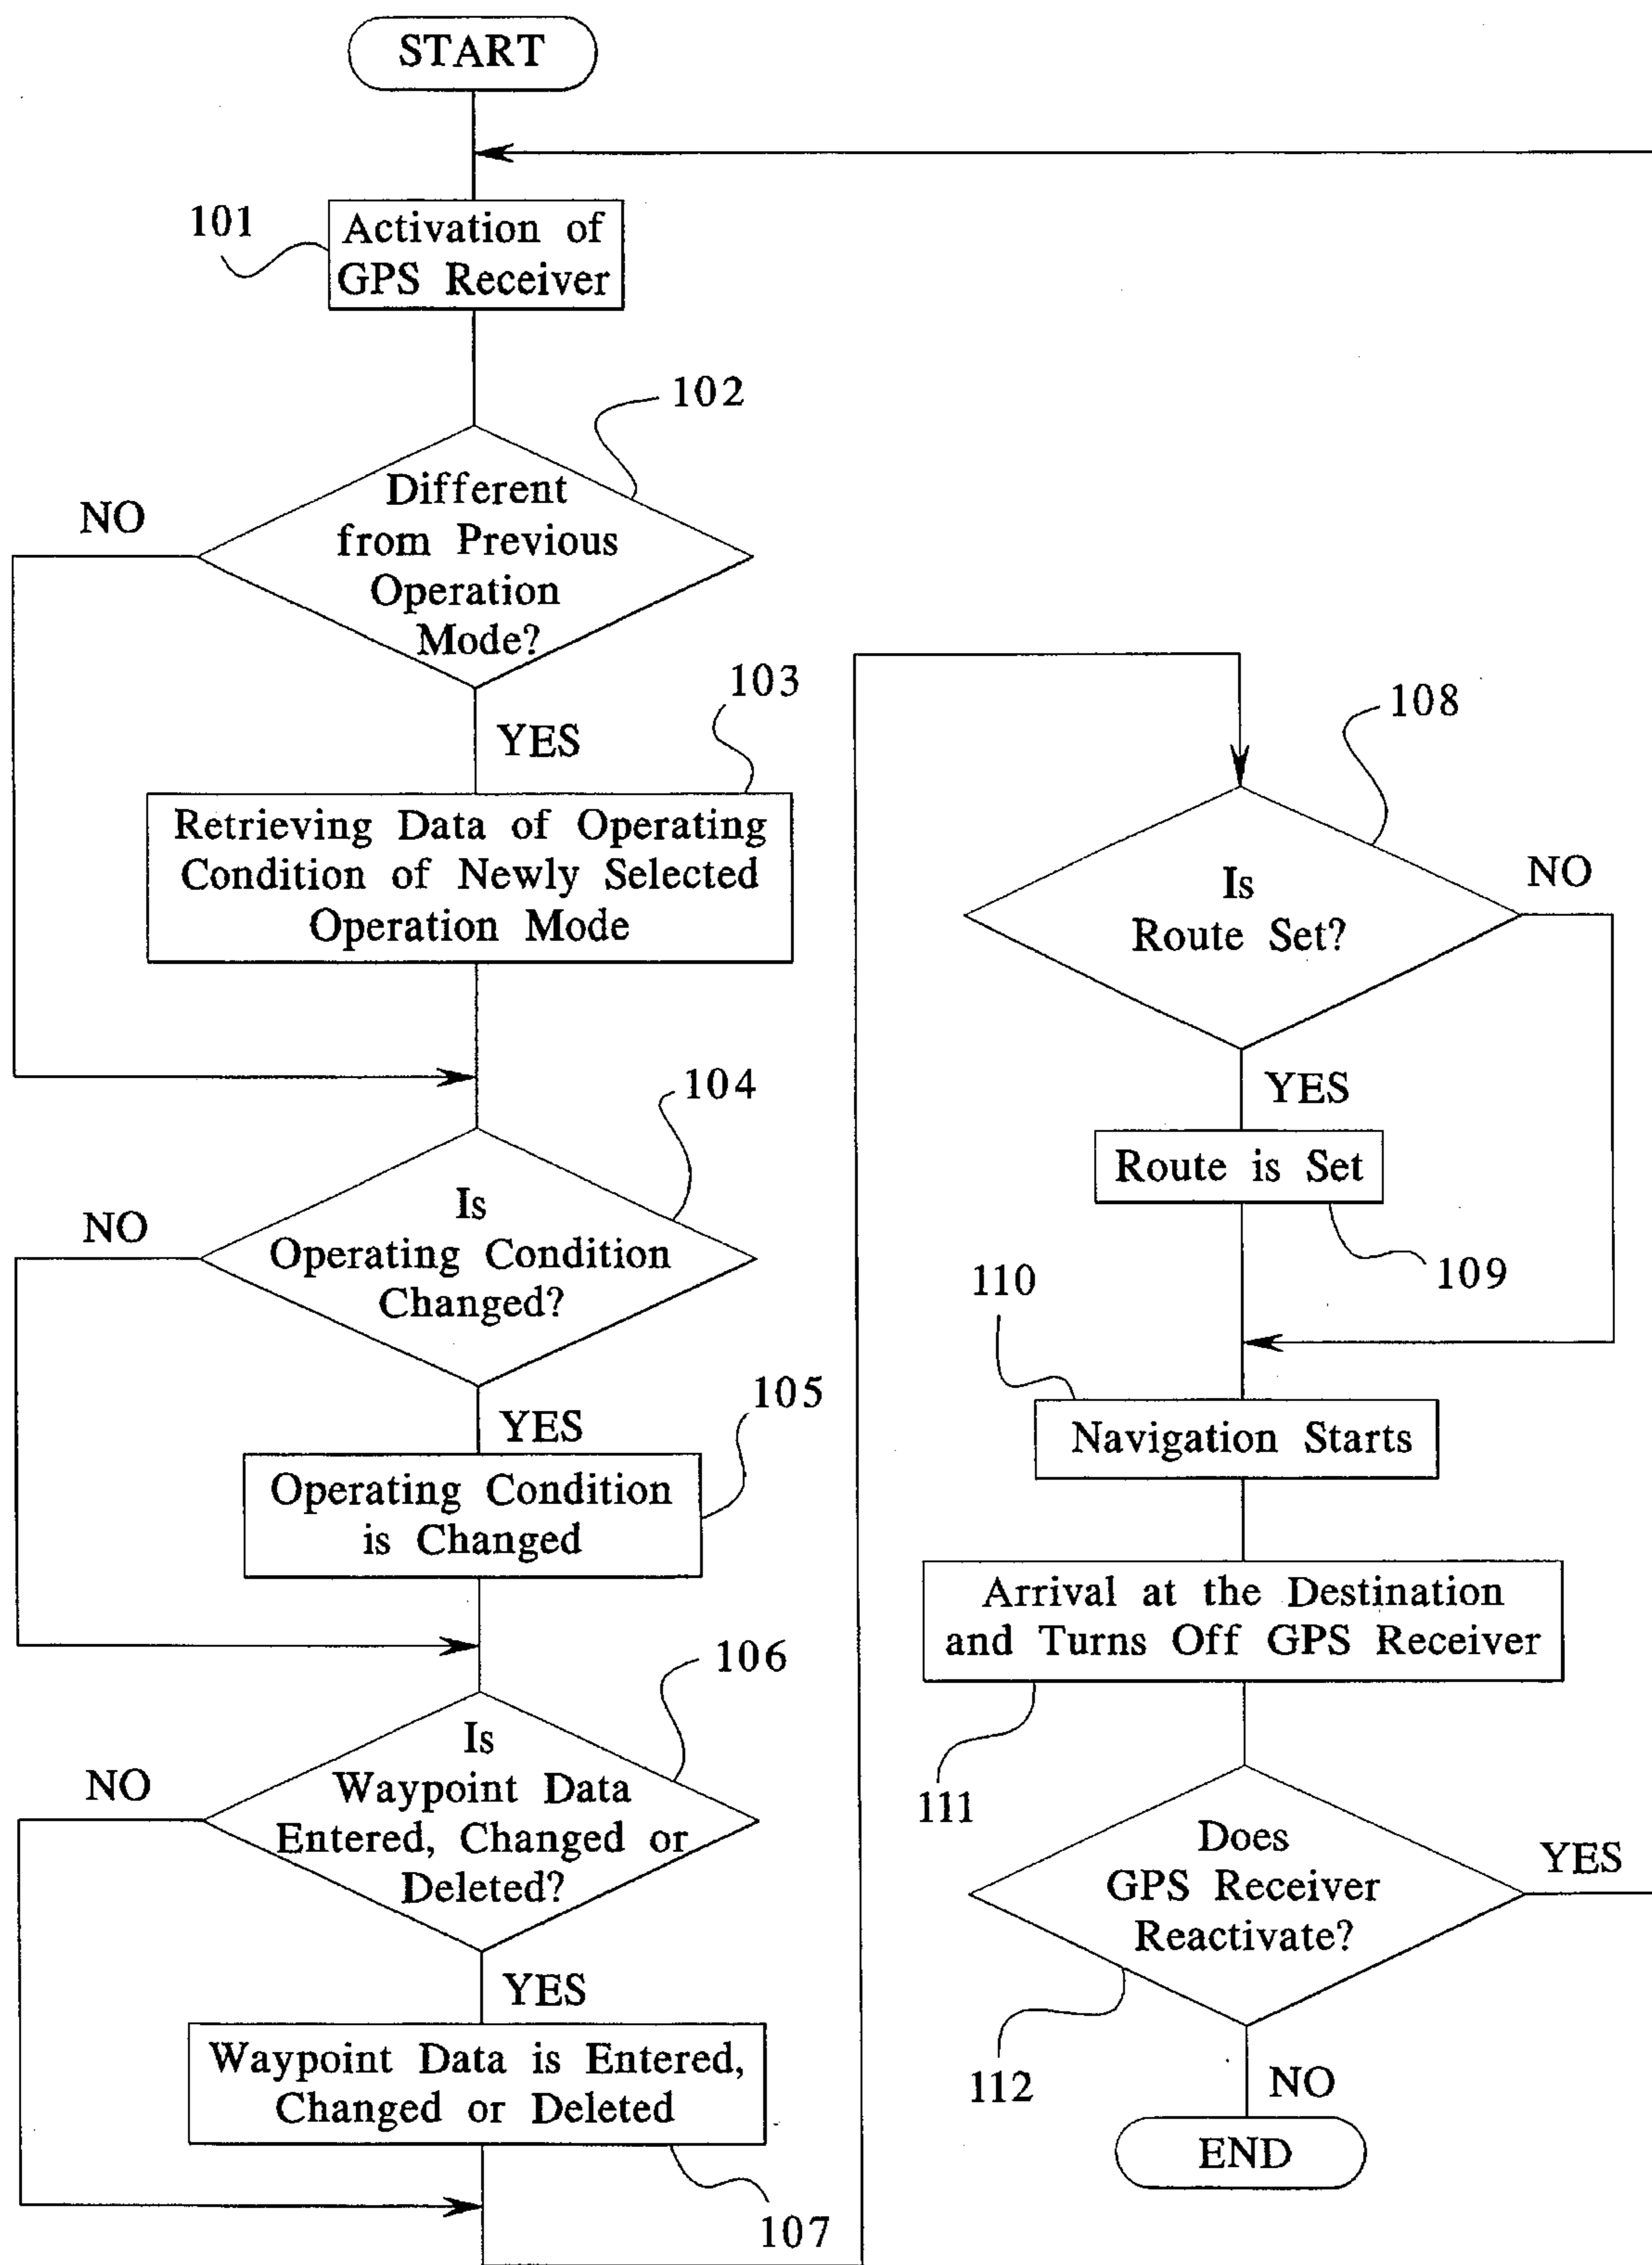 START
101
Activation of
GPS Receiver
102
Different
from Previous
Operation
Mode?
NO
YES
103
Retrieving Data of Operating
Condition of Newly Selected
Operation Mode
104
Is
Operating Condition
Changed?
NO
YES
105
Operating Condition
is Changed
106
Is
Waypoint Data
Entered, Changed or
Deleted?
NO
YES
Waypoint Data is Entered,
Changed or Deleted
107
108
Is
Route Set?
NO
YES
Route is Set
109
110
Navigation Starts
Arrival at the Destination
and Turns Off GPS Receiver
111
Does
GPS Receiver
Reactivate?
YES
112
NO
END